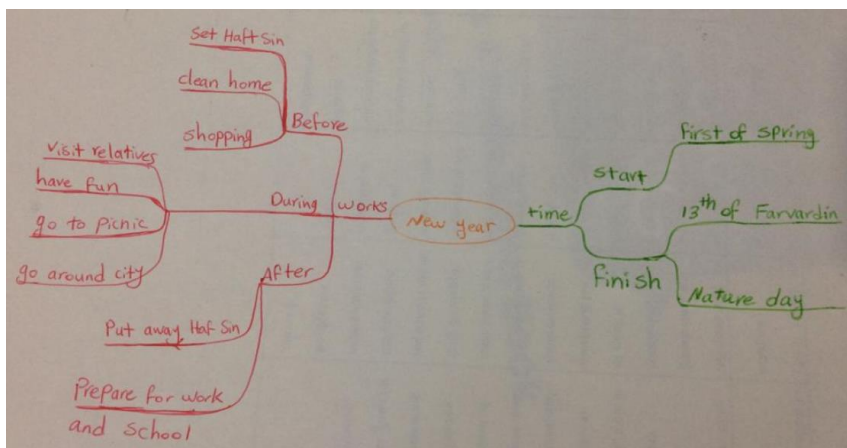 Set Haft Sin
clean home
shopping
Before
visit relatives
have fun
go to picnic
go around city
During
works
After
Put away Haf Sin
Prepare for work
and school
New year
time
start
first of spring
finish
13th of Farvardin
Nature day